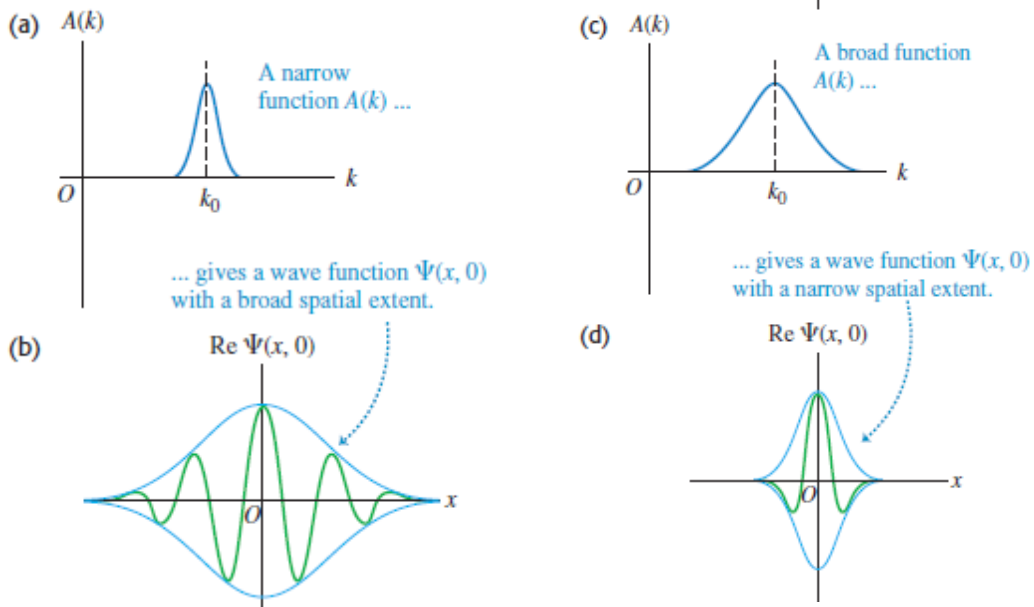 (a)
A(k)
A narrow
function A(k) ...
O
k₀
k
... gives a wave function Ψ(x, 0)
with a broad spatial extent.
(b)
Re Ψ(x, 0)
O
x
(c)
A(k)
A broad function
A(k) ...
O
k₀
k
... gives a wave function Ψ(x, 0)
with a narrow spatial extent.
(d)
Re Ψ(x, 0)
O
x